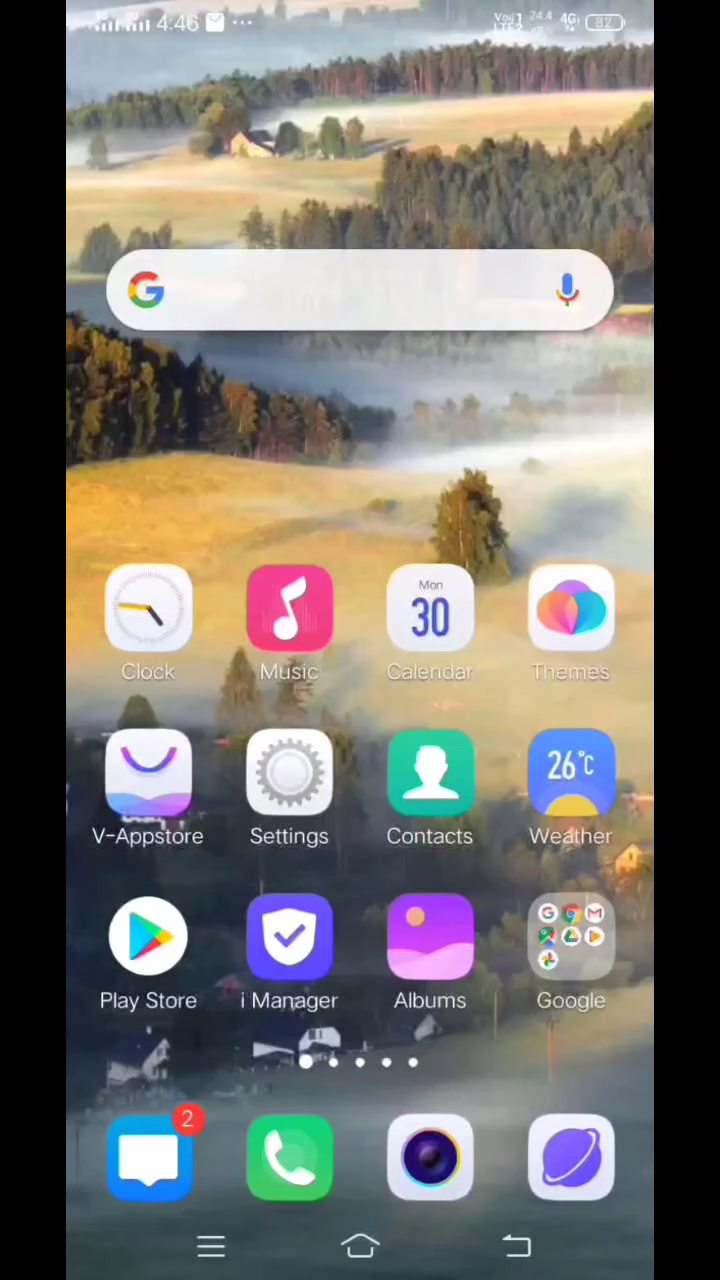 4:46 ... 24.4 4G 82
Mon
30
Clock Music Calendar Themes
26°C
V-Appstore Settings Contacts Weather
Play Store i Manager Albums Google
2